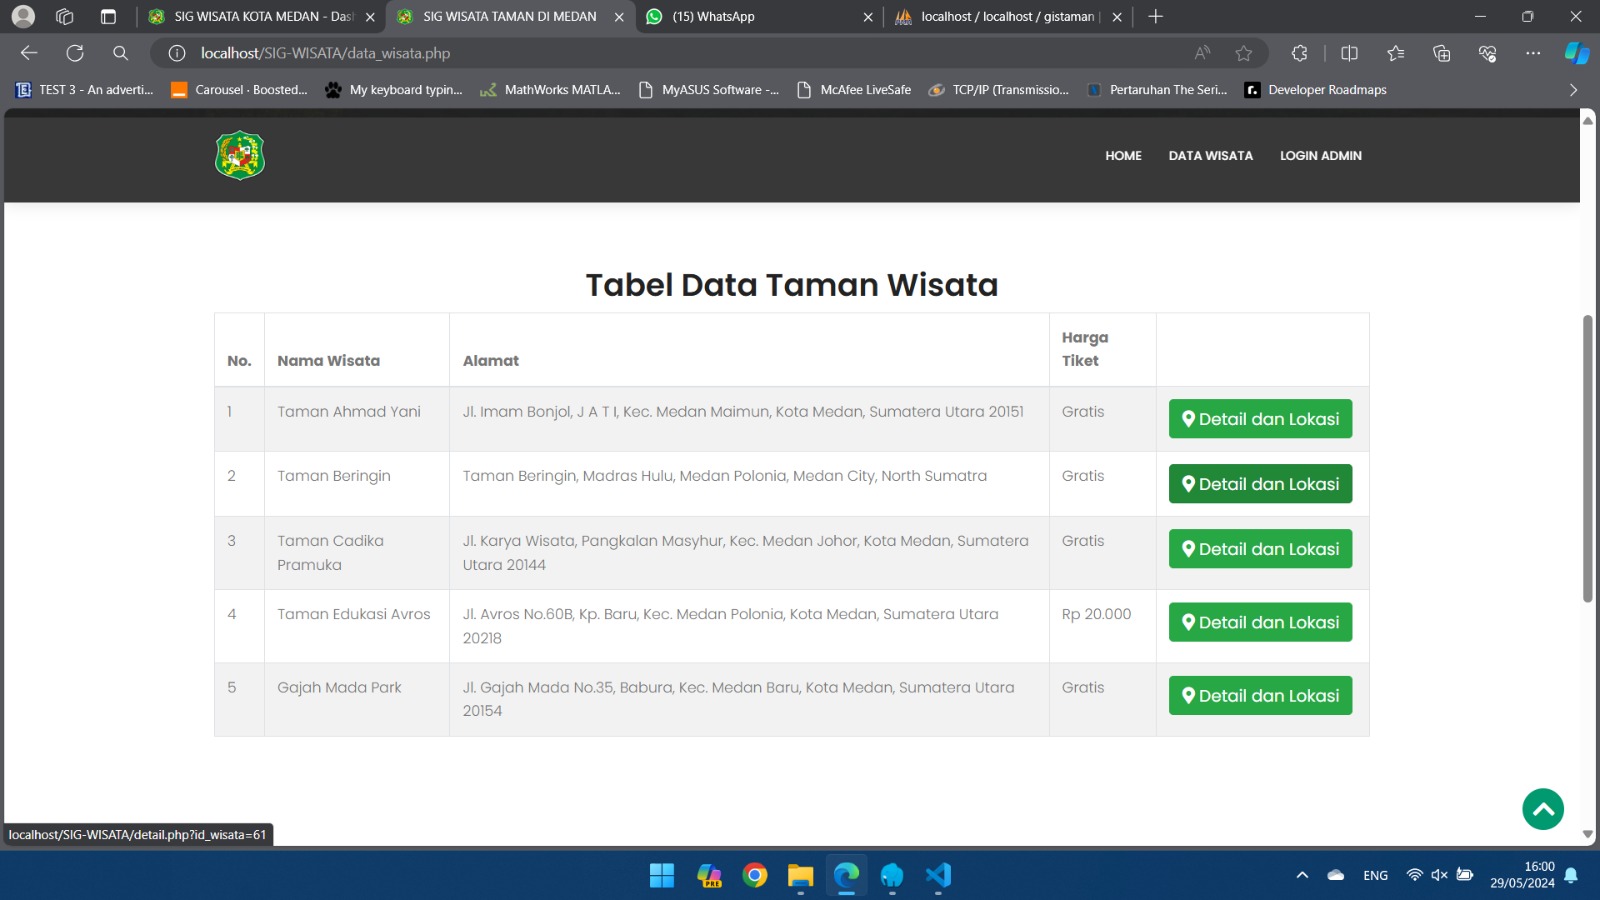 SIG WISATA KOTA MEDAN - Das
SIG WISATA TAMAN DI MEDAN
(15) WhatsApp
localhost / localhost / gistaman |
localhost/SIG-WISATA/data_wisata.php
TEST 3 - An adverti...
Carousel · Boosted...
My keyboard typin...
MathWorks MATLA...
MyASUS Software -...
McAfee LiveSafe
TCP/IP (Transmissio...
Pertaruhan The Seri...
Developer Roadmaps
HOME
DATA WISATA
LOGIN ADMIN
Tabel Data Taman Wisata
No.
Nama Wisata
Alamat
Harga
Tiket
1
Taman Ahmad Yani
Jl. Imam Bonjol, J A T I, Kec. Medan Maimun, Kota Medan, Sumatera Utara 20151
Gratis
Detail dan Lokasi
2
Taman Beringin
Taman Beringin, Madras Hulu, Medan Polonia, Medan City, North Sumatra
Gratis
Detail dan Lokasi
3
Taman Cadika
Pramuka
Jl. Karya Wisata, Pangkalan Masyhur, Kec. Medan Johor, Kota Medan, Sumatera
Utara 20144
Gratis
Detail dan Lokasi
4
Taman Edukasi Avros
Jl. Avros No.60B, Kp. Baru, Kec. Medan Polonia, Kota Medan, Sumatera Utara
20218
Rp 20.000
Detail dan Lokasi
5
Gajah Mada Park
Jl. Gajah Mada No.35, Babura, Kec. Medan Baru, Kota Medan, Sumatera Utara
20154
Gratis
Detail dan Lokasi
localhost/SIG-WISATA/detail.php?id_wisata=61
PRE
ENG
16:00
29/05/2024